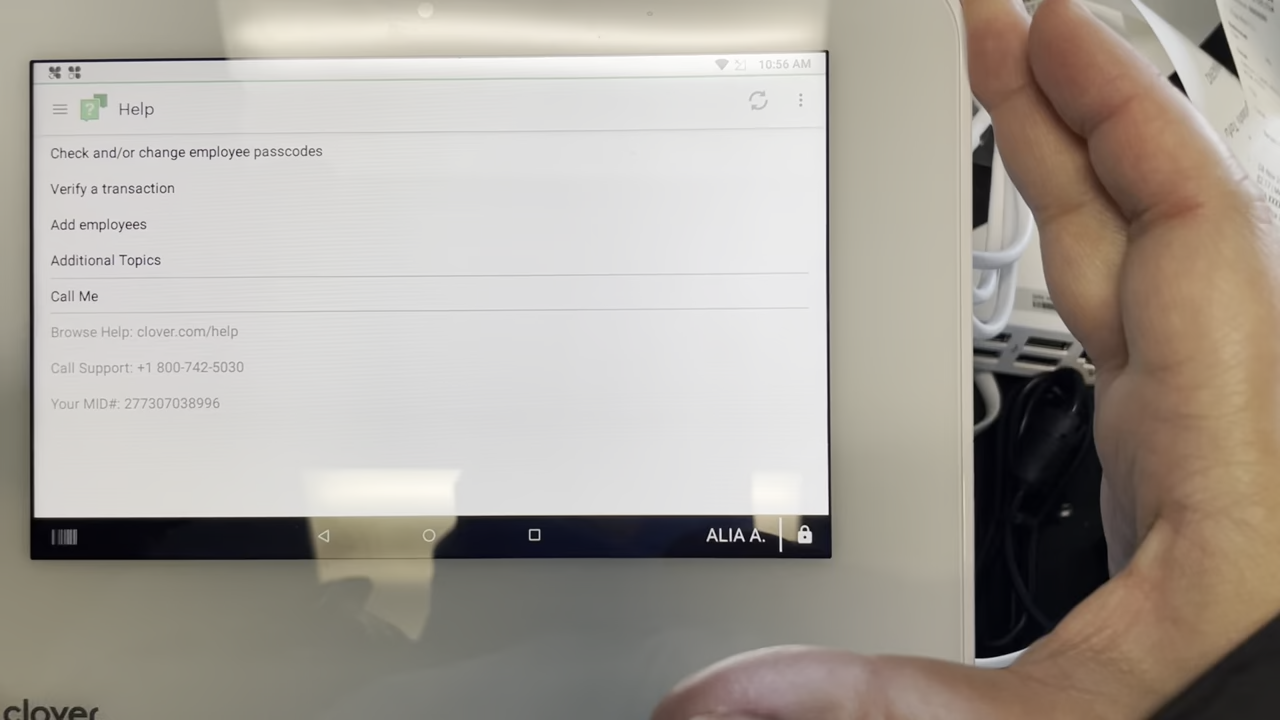 10:56 AM
Help
Check and/or change employee passcodes
Verify a transaction
Add employees
Additional Topics
Call Me
Browse Help: clover.com/help
Call Support: +1 800-742-5030
Your MID#: 277307038996
ALIA A.
clover